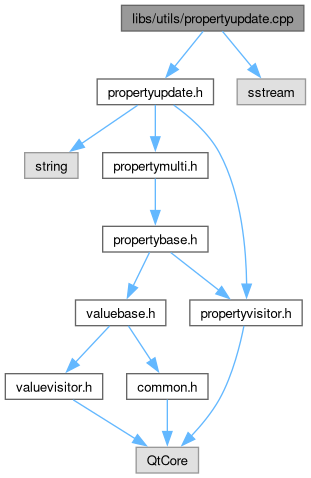 libs/utils/propertyupdate.cpp
propertyupdate.h
sstream
string
propertymulti.h
propertybase.h
valuebase.h
propertyvisitor.h
valuevisitor.h
common.h
QtCore